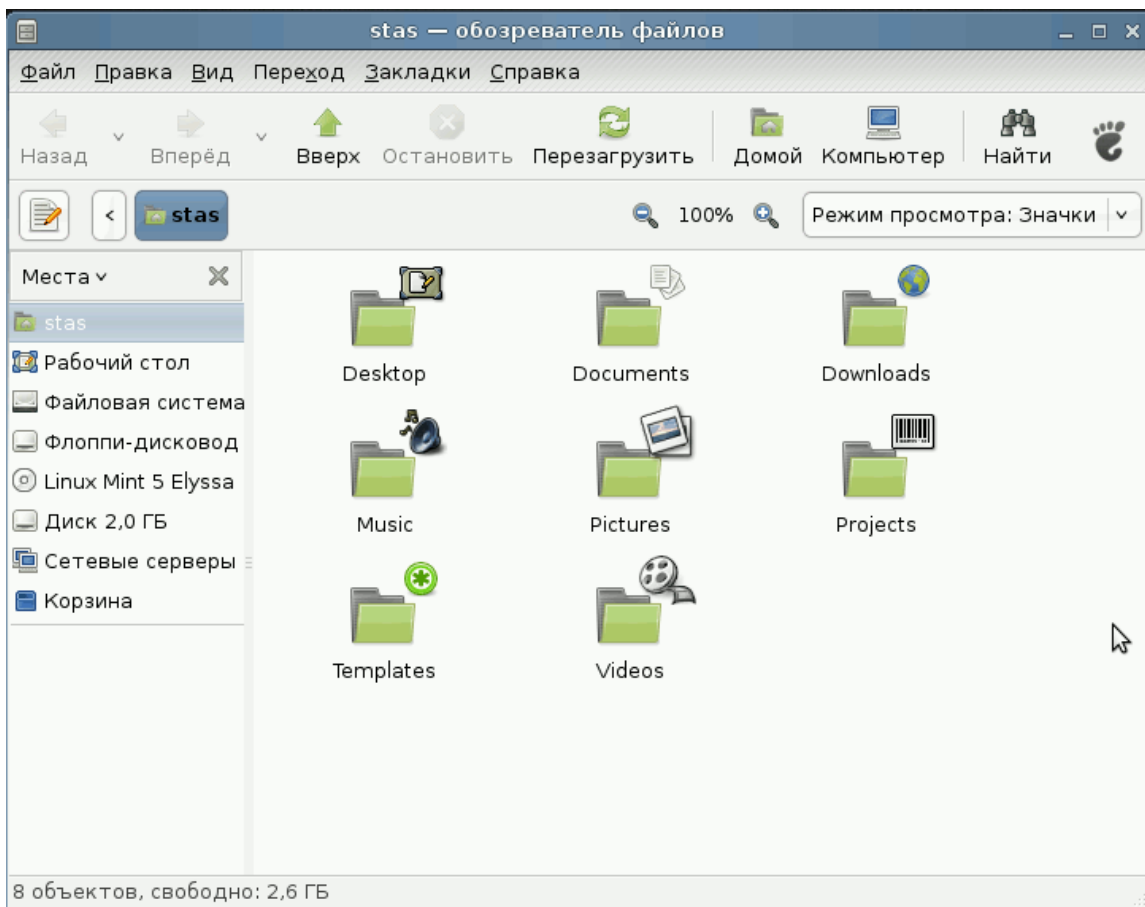 stas — обозреватель файлов
Файл Правка Вид Переход Закладки Справка
Назад Вперёд Вверх Остановить Перезагрузить Домой Компьютер Найти
< stas 100% Режим просмотра: Значки
Места
stas
Рабочий стол
Файловая система
Флоппи-дисковод
Linux Mint 5 Elyssa
Диск 2,0 ГБ
Сетевые серверы
Корзина
Desktop Documents Downloads
Music Pictures Projects
Templates Videos
8 объектов, свободно: 2,6 ГБ